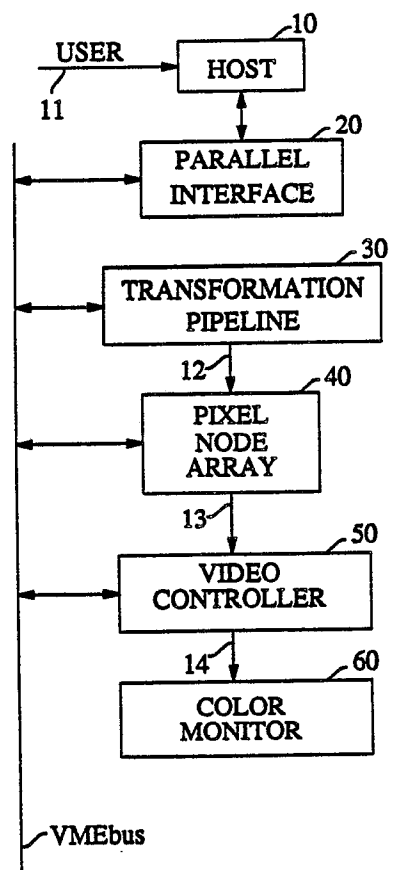 10
USER
HOST
11
20
PARALLEL
INTERFACE
30
TRANSFORMATION
PIPELINE
12
40
PIXEL
NODE
ARRAY
13
50
VIDEO
CONTROLLER
14
60
COLOR
MONITOR
VMEbus